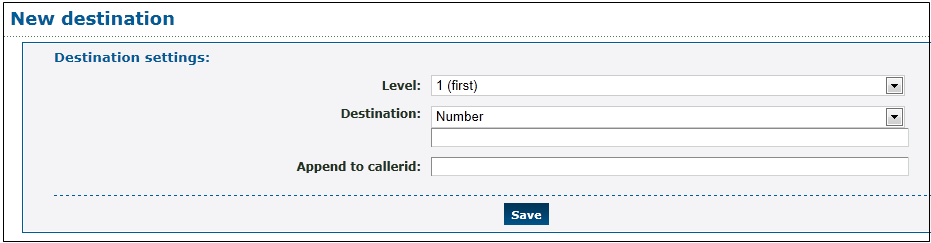 New destination
Destination settings:
Level: 1 (first)
Destination: Number
Append to callerid:
Save